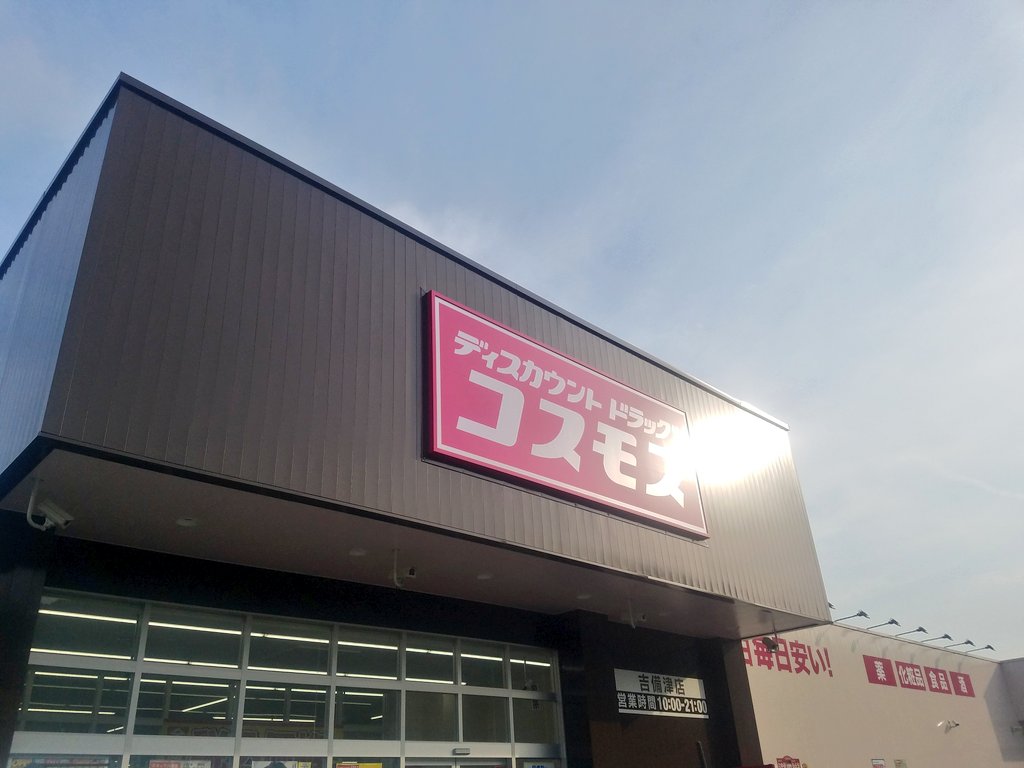 ディスカウント ドラッグ
コスモス
吉備津店
営業時間10:00-21:00
日毎日安い!
薬 化粧品 食品 酒